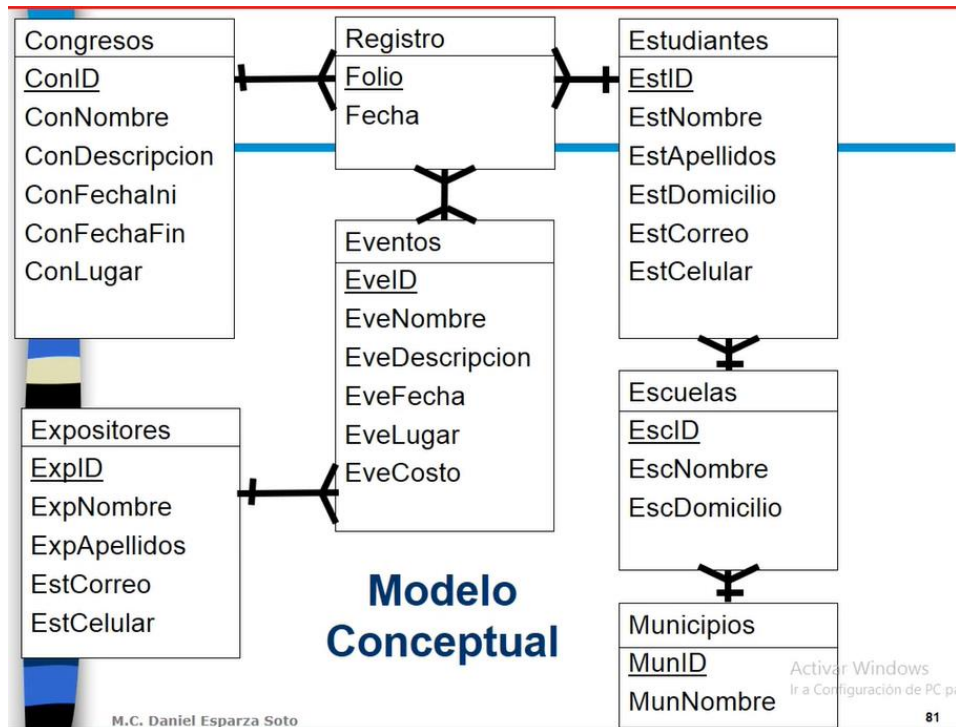 Congresos
ConID
ConNombre
ConDescripcion
ConFechaIni
ConFechaFin
ConLugar
Registro
Folio
Fecha
Estudiantes
EstID
EstNombre
EstApellidos
EstDomicilio
EstCorreo
EstCelular
Eventos
EveID
EveNombre
EveDescripcion
EveFecha
EveLugar
EveCosto
Escuelas
EscID
EscNombre
EscDomicilio
Expositores
ExpID
ExpNombre
ExpApellidos
EstCorreo
EstCelular
Modelo
Conceptual
Municipios
MunID
MunNombre
Activar Windows
Ir a Configuración de PC pa
M.C. Daniel Esparza Soto
81